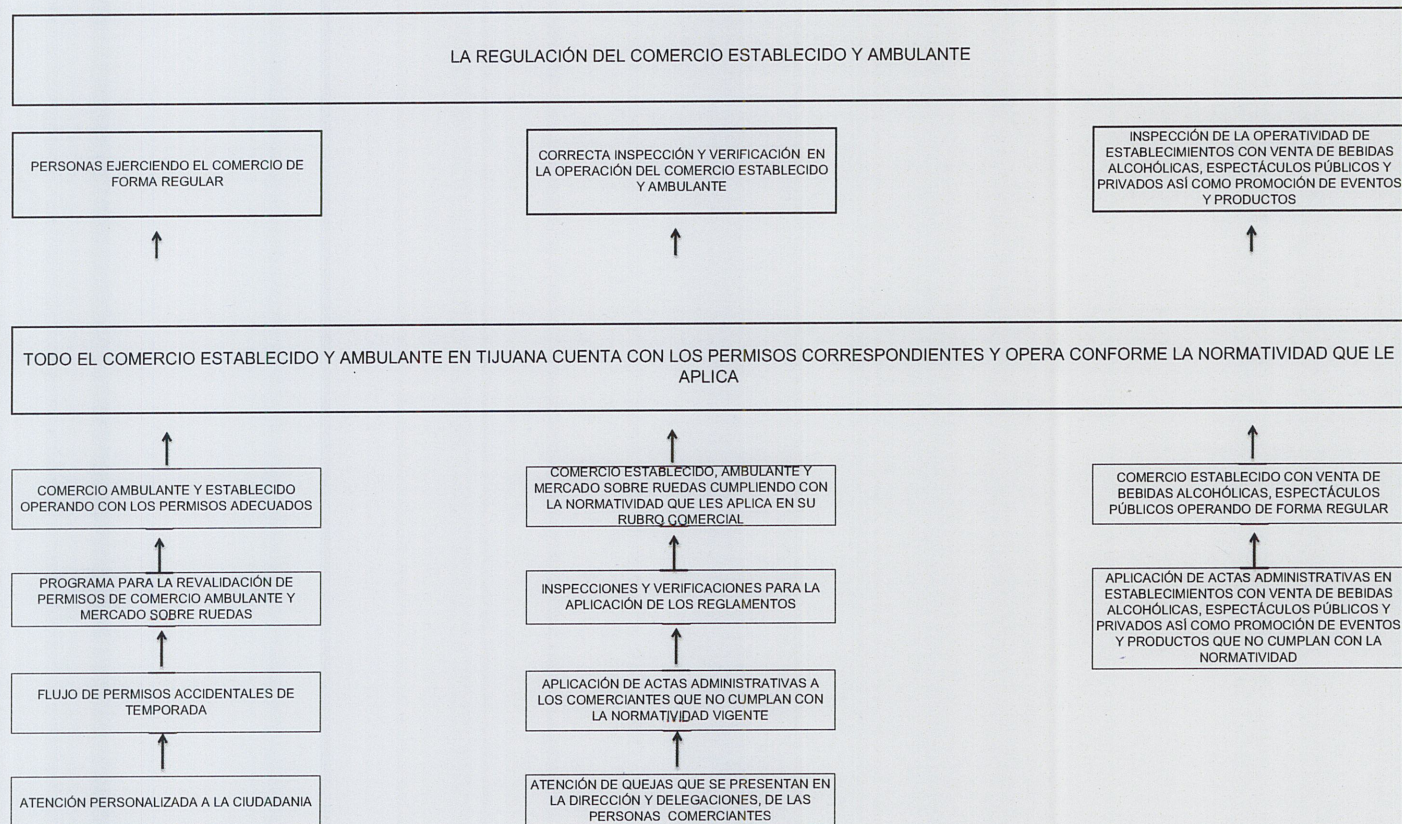 LA REGULACIÓN DEL COMERCIO ESTABLECIDO Y AMBULANTE
PERSONAS EJERCIENDO EL COMERCIO DE
FORMA REGULAR
CORRECTA INSPECCIÓN Y VERIFICACIÓN EN
LA OPERACIÓN DEL COMERCIO ESTABLECIDO
Y AMBULANTE
INSPECCIÓN DE LA OPERATIVIDAD DE
ESTABLECIMIENTOS CON VENTA DE BEBIDAS
ALCOHÓLICAS, ESPECTÁCULOS PÚBLICOS Y
PRIVADOS ASÍ COMO PROMOCIÓN DE EVENTOS
Y PRODUCTOS
TODO EL COMERCIO ESTABLECIDO Y AMBULANTE EN TIJUANA CUENTA CON LOS PERMISOS CORRESPONDIENTES Y OPERA CONFORME LA NORMATIVIDAD QUE LE
APLICA
COMERCIO AMBULANTE Y ESTABLECIDO
OPERANDO CON LOS PERMISOS ADECUADOS
COMERCIO ESTABLECIDO, AMBULANTE Y
MERCADO SOBRE RUEDAS CUMPLIENDO CON
LA NORMATIVIDAD QUE LES APLICA EN SU
RUBRO COMERCIAL
COMERCIO ESTABLECIDO CON VENTA DE
BEBIDAS ALCOHÓLICAS, ESPECTÁCULOS
PÚBLICOS OPERANDO DE FORMA REGULAR
PROGRAMA PARA LA REVALIDACIÓN DE
PERMISOS DE COMERCIO AMBULANTE Y
MERCADO SOBRE RUEDAS
INSPECCIONES Y VERIFICACIONES PARA LA
APLICACIÓN DE LOS REGLAMENTOS
APLICACIÓN DE ACTAS ADMINISTRATIVAS EN
ESTABLECIMIENTOS CON VENTA DE BEBIDAS
ALCOHÓLICAS, ESPECTÁCULOS PÚBLICOS Y
PRIVADOS ASÍ COMO PROMOCIÓN DE EVENTOS
Y PRODUCTOS QUE NO CUMPLAN CON LA
NORMATIVIDAD
FLUJO DE PERMISOS ACCIDENTALES DE
TEMPORADA
APLICACIÓN DE ACTAS ADMINISTRATIVAS A
LOS COMERCIANTES QUE NO CUMPLAN CON
LA NORMATIVIDAD VIGENTE
ATENCIÓN PERSONALIZADA A LA CIUDADANIA
ATENCIÓN DE QUEJAS QUE SE PRESENTAN EN
LA DIRECCIÓN Y DELEGACIONES, DE LAS
PERSONAS COMERCIANTES